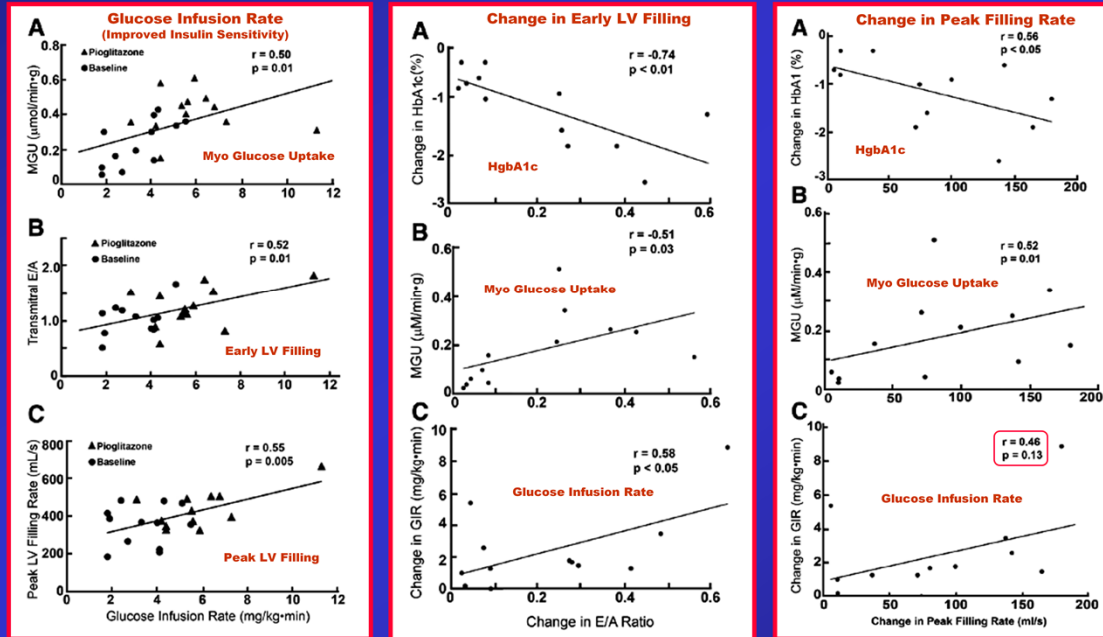 Glucose Infusion Rate
(Improved Insulin Sensitivity)
A
▲ Pioglitazone
● Baseline
r = 0.50
p = 0.01
MGU (μmol/min·g)
0.6
0.4
0.2
0
Myo Glucose Uptake
0 2 4 6 8 10 12
B
▲ Pioglitazone
● Baseline
r = 0.52
p = 0.01
Transmitral E/A
2.0
1.0
0
Early LV Filling
0 2 4 6 8 10 12
C
▲ Pioglitazone
● Baseline
r = 0.55
p = 0.005
Peak LV Filling Rate (mL/s)
800
600
400
200
0
Peak LV Filling
0 2 4 6 8 10 12
Glucose Infusion Rate (mg/kg·min)
Change in Early LV Filling
A
r = -0.74
p < 0.01
Change in HbA1c(%)
0
-1
-2
-3
HgbA1c
0.2 0.4 0.6
B
r = -0.51
p = 0.03
MGU (μM/min·g)
0.6
0.4
0.2
0
Myo Glucose Uptake
0 0.2 0.4 0.6
C
r = 0.58
p < 0.05
Change in GIR (mg/kg·min)
10
8
6
4
2
0
Glucose Infusion Rate
0 0.2 0.4 0.6
Change in E/A Ratio
Change in Peak Filling Rate
A
r = 0.56
p < .05
Change in HbA1 (%)
0
-1
-2
-3
HgbA1c
0 50 100 150 200
B
r = 0.52
p = 0.01
MGU (μM/min·g)
0.6
0.4
0.2
0
Myo Glucose Uptake
0 50 100 150 200
C
r = 0.46
p = 0.13
Change in GIR (mg/kg·min)
10
8
6
4
2
0
Glucose Infusion Rate
0 50 100 150 200
Change in Peak Filling Rate (ml/s)